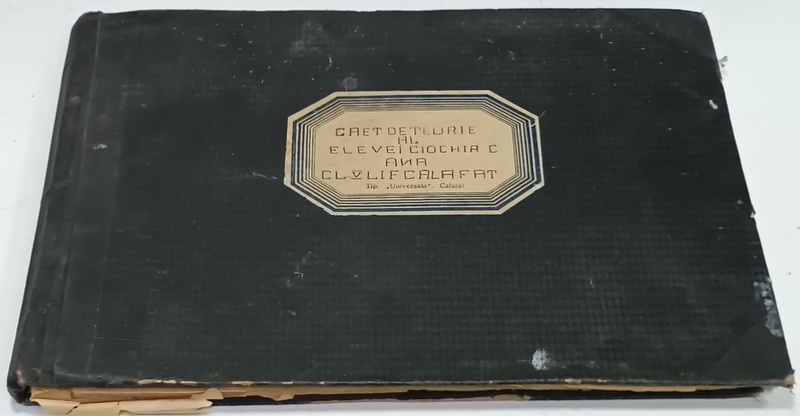 CAET DE TEORIE
AL
ELEVEI CIOCHIA C
ANA
CL V LIF CALAFAT
Tip. „Universala“, Calafat